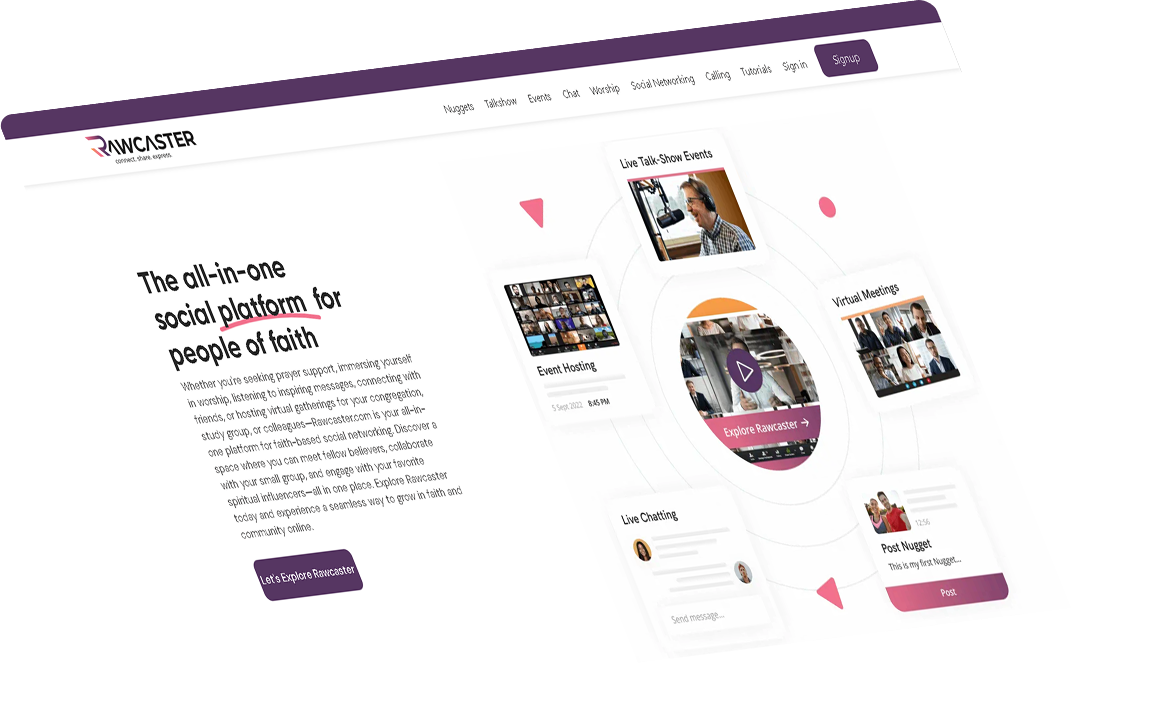 Nuggets Talkshow Events Chat Worship Social Networking Calling Tutorials Sign in Signup
RAWCASTER
connect. share. express.
The all-in-one
social platform for
people of faith
Whether you're seeking prayer support, immersing yourself
in worship, listening to inspiring messages, connecting with
friends, or hosting virtual gatherings for your congregation,
study group, or colleagues—Rawcaster.com is your all-in-
one platform for faith-based social networking. Discover a
space where you can meet fellow believers, collaborate
with your small group, and engage with your favorite
spiritual influencers—all in one place. Explore Rawcaster
today and experience a seamless way to grow in faith and
community online.
Let's Explore Rawcaster
Live Talk-Show Events
Event Hosting
5 Sept 2022 8:45 PM
Virtual Meetings
Explore Rawcaster →
Live Chatting
Send message...
12:56
Post Nugget
This is my first Nugget...
Post